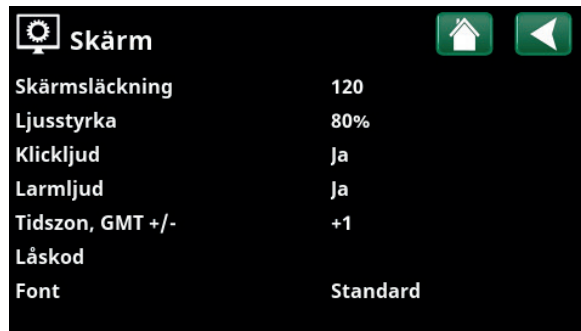 Skärm
Skärmsläckning 120
Ljusstyrka 80%
Klickljud Ja
Larmljud Ja
Tidszon, GMT +/- +1
Låskod
Font Standard